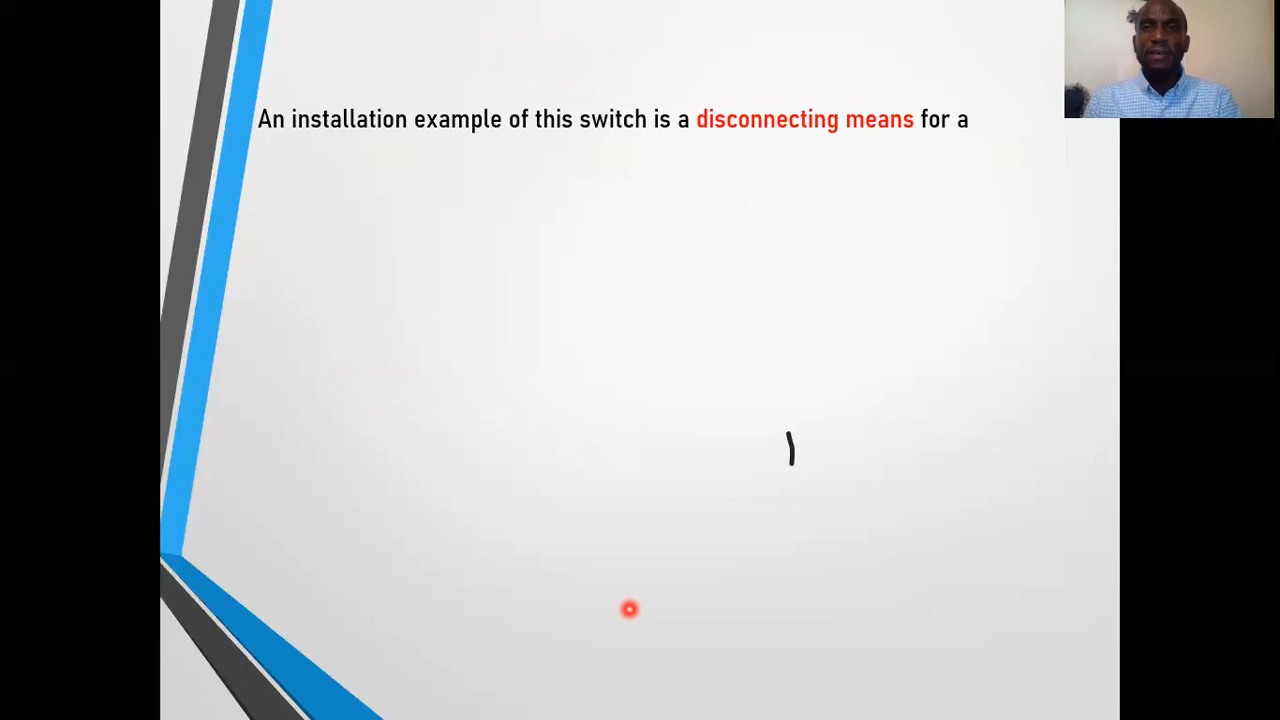 An installation example of this switch is a disconnecting means for a